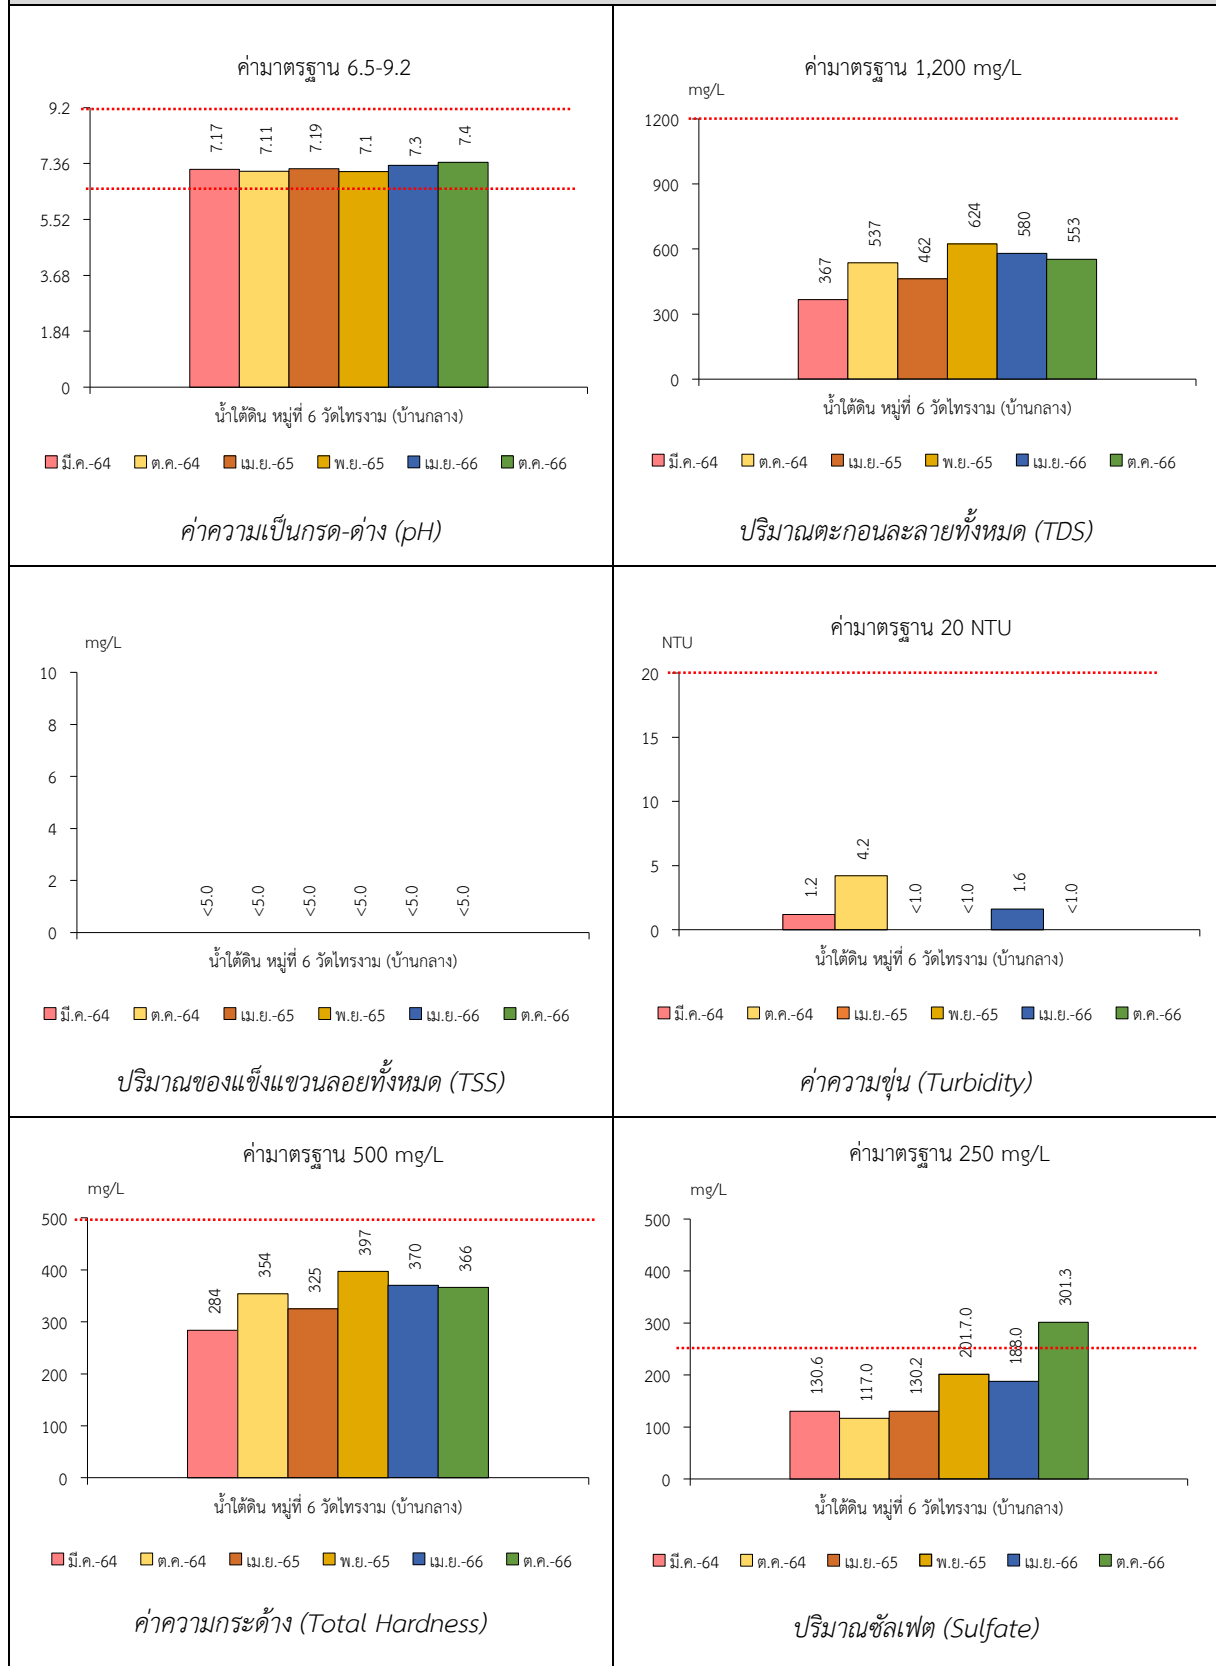 ค่ามาตรฐาน 6.5-9.2
9.2
7.36
5.52
3.68
1.84
0
7.17
7.11
7.19
7.1
7.3
7.4
น้ำใต้ดิน หมู่ที่ 6 วัดไทรงาม (บ้านกลาง)
มี.ค.-64 ต.ค.-64 เม.ย.-65 พ.ย.-65 เม.ย.-66 ต.ค.-66
ค่าความเป็นกรด-ด่าง (pH)
ค่ามาตรฐาน 1,200 mg/L
mg/L
1200
900
600
300
0
367
537
462
624
580
553
น้ำใต้ดิน หมู่ที่ 6 วัดไทรงาม (บ้านกลาง)
มี.ค.-64 ต.ค.-64 เม.ย.-65 พ.ย.-65 เม.ย.-66 ต.ค.-66
ปริมาณตะกอนละลายทั้งหมด (TDS)
mg/L
10
8
6
4
2
0
<5.0
<5.0
<5.0
<5.0
<5.0
<5.0
น้ำใต้ดิน หมู่ที่ 6 วัดไทรงาม (บ้านกลาง)
มี.ค.-64 ต.ค.-64 เม.ย.-65 พ.ย.-65 เม.ย.-66 ต.ค.-66
ปริมาณของแข็งแขวนลอยทั้งหมด (TSS)
ค่ามาตรฐาน 20 NTU
NTU
20
15
10
5
0
1.2
4.2
<1.0
<1.0
1.6
<1.0
น้ำใต้ดิน หมู่ที่ 6 วัดไทรงาม (บ้านกลาง)
มี.ค.-64 ต.ค.-64 เม.ย.-65 พ.ย.-65 เม.ย.-66 ต.ค.-66
ค่าความขุ่น (Turbidity)
ค่ามาตรฐาน 500 mg/L
mg/L
500
400
300
200
100
0
284
354
325
397
370
366
น้ำใต้ดิน หมู่ที่ 6 วัดไทรงาม (บ้านกลาง)
มี.ค.-64 ต.ค.-64 เม.ย.-65 พ.ย.-65 เม.ย.-66 ต.ค.-66
ค่าความกระด้าง (Total Hardness)
ค่ามาตรฐาน 250 mg/L
mg/L
500
400
300
200
100
0
130.6
117.0
130.2
201.7.0
188.0
301.3
น้ำใต้ดิน หมู่ที่ 6 วัดไทรงาม (บ้านกลาง)
มี.ค.-64 ต.ค.-64 เม.ย.-65 พ.ย.-65 เม.ย.-66 ต.ค.-66
ปริมาณซัลเฟต (Sulfate)